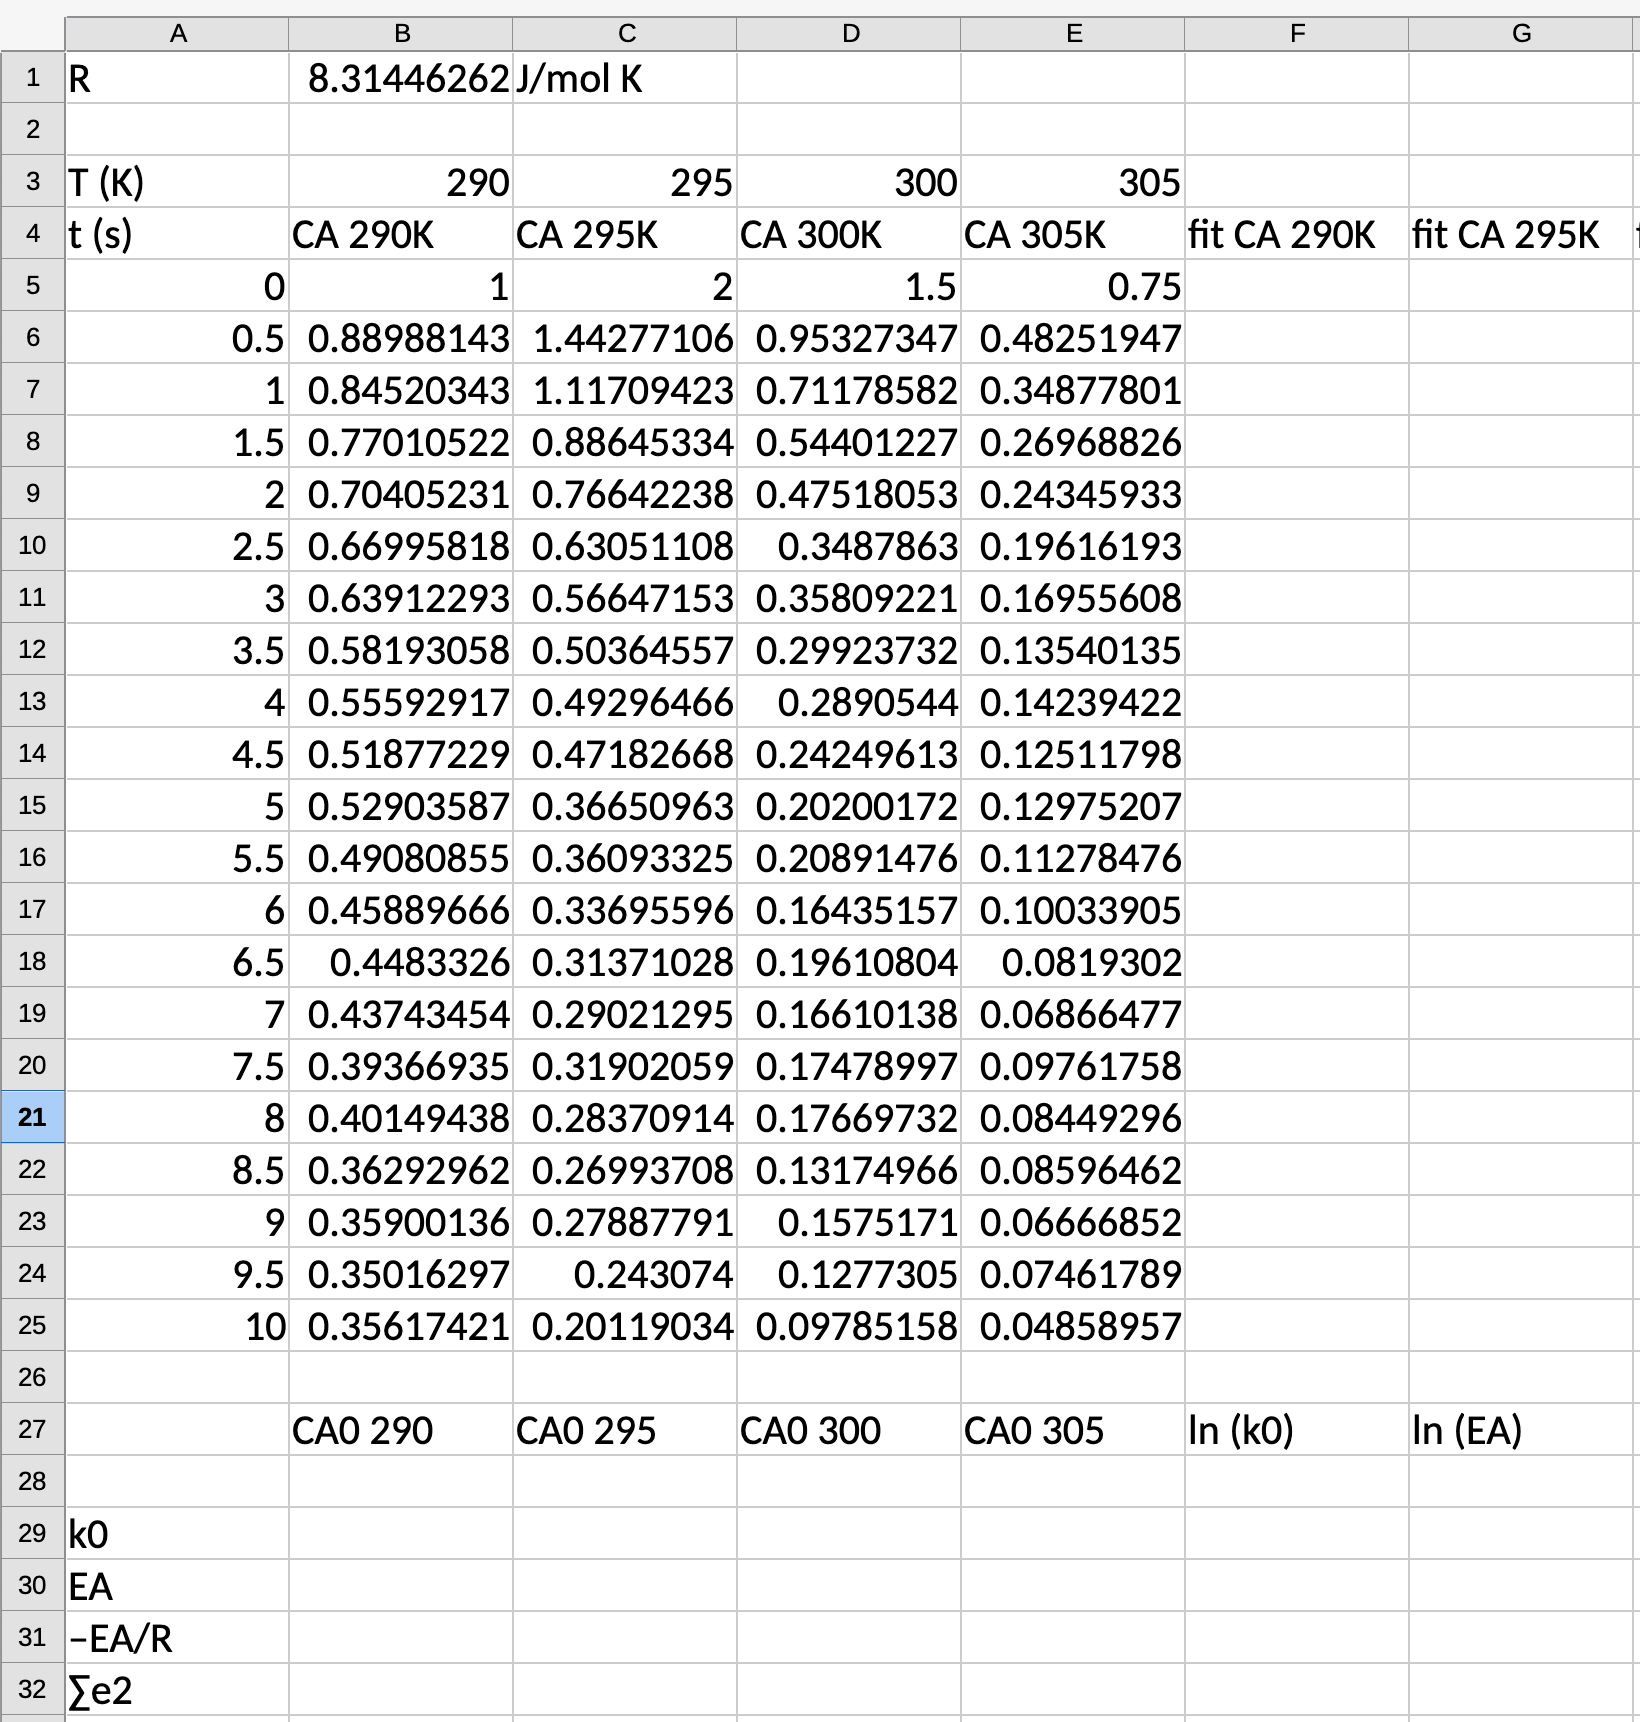 A B C D E F G
1 R 8.31446262 J/mol K
2
3 T (K) 290 295 300 305
4 t (s) CA 290K CA 295K CA 300K CA 305K fit CA 290K fit CA 295K
5 0 1 2 1.5 0.75
6 0.5 0.88988143 1.44277106 0.95327347 0.48251947
7 1 0.84520343 1.11709423 0.71178582 0.34877801
8 1.5 0.77010522 0.88645334 0.54401227 0.26968826
9 2 0.70405231 0.76642238 0.47518053 0.24345933
10 2.5 0.66995818 0.63051108 0.3487863 0.19616193
11 3 0.63912293 0.56647153 0.35809221 0.16955608
12 3.5 0.58193058 0.50364557 0.29923732 0.13540135
13 4 0.55592917 0.49296466 0.2890544 0.14239422
14 4.5 0.51877229 0.47182668 0.24249613 0.12511798
15 5 0.52903587 0.36650963 0.20200172 0.12975207
16 5.5 0.49080855 0.36093325 0.20891476 0.11278476
17 6 0.45889666 0.33695596 0.16435157 0.10033905
18 6.5 0.4483326 0.31371028 0.19610804 0.0819302
19 7 0.43743454 0.29021295 0.16610138 0.06866477
20 7.5 0.39366935 0.31902059 0.17478997 0.09761758
21 8 0.40149438 0.28370914 0.17669732 0.08449296
22 8.5 0.36292962 0.26993708 0.13174966 0.08596462
23 9 0.35900136 0.27887791 0.1575171 0.06666852
24 9.5 0.35016297 0.243074 0.1277305 0.07461789
25 10 0.35617421 0.20119034 0.09785158 0.04858957
26
27 CA0 290 CA0 295 CA0 300 CA0 305 ln (k0) ln (EA)
28
29 k0
30 EA
31 –EA/R
32 ∑e2